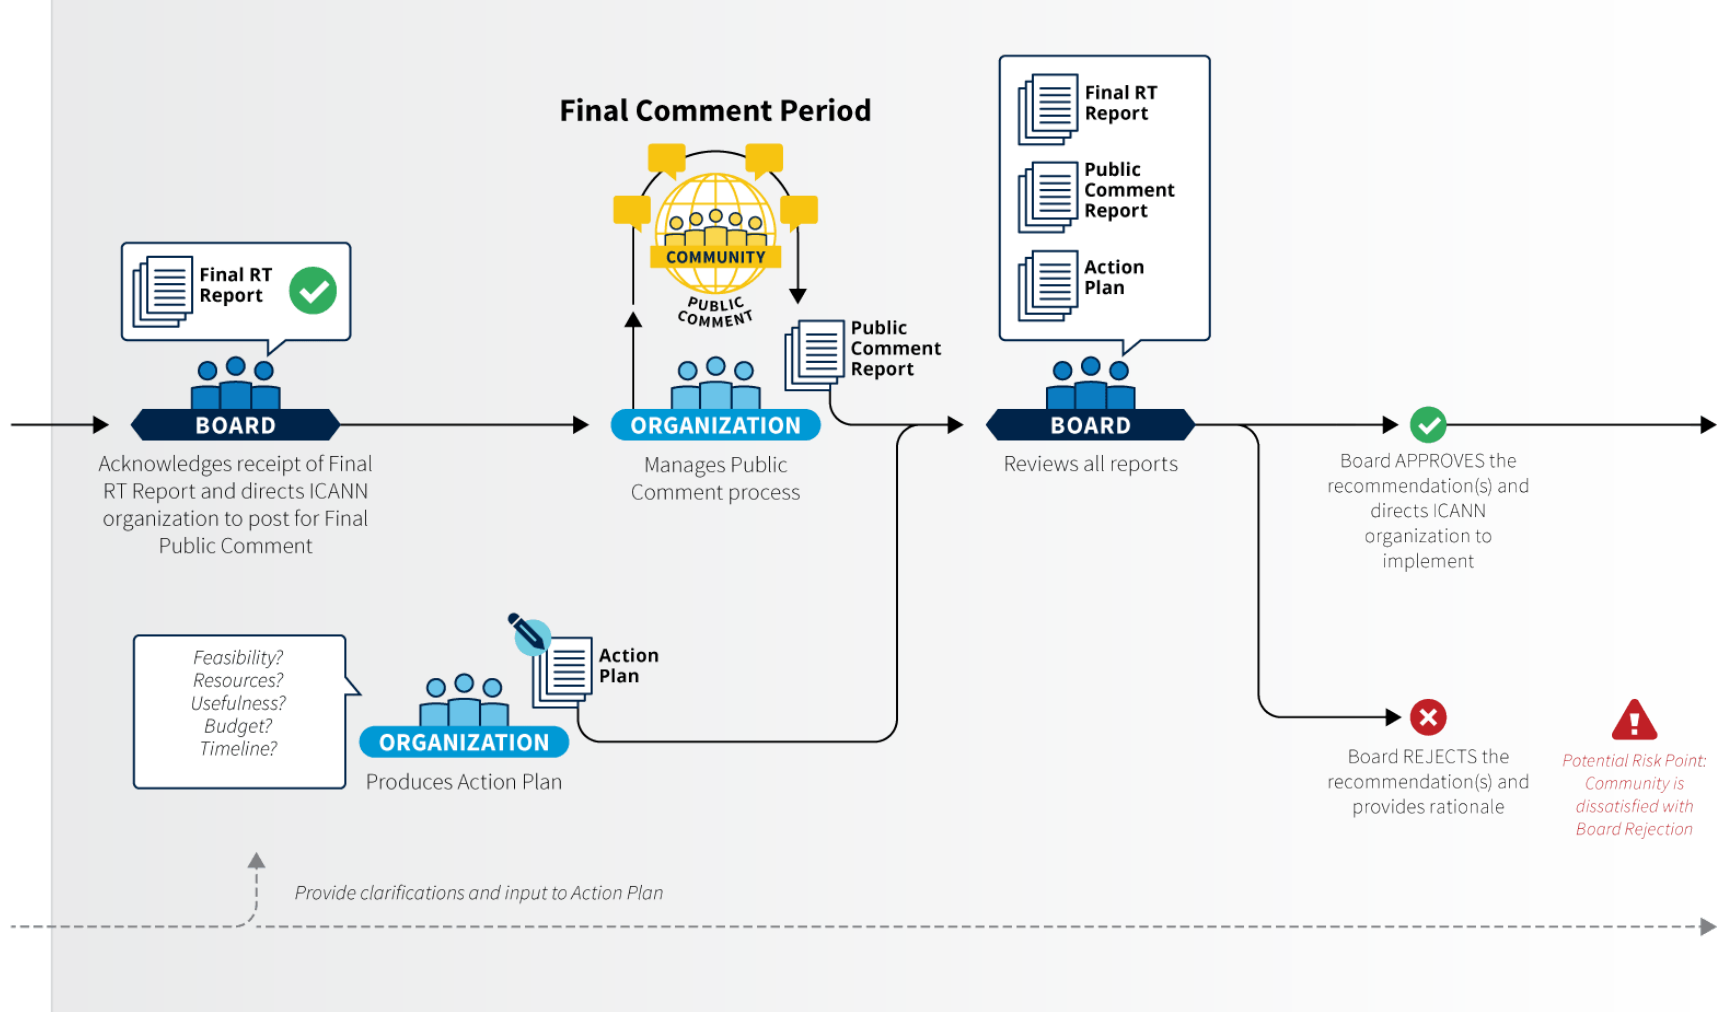 Final Comment Period
Final RT
Report
COMMUNITY
PUBLIC
COMMENT
Public
Comment
Report
Final RT
Report
Public
Comment
Report
Action
Plan
BOARD
Acknowledges receipt of Final
RT Report and directs ICANN
organization to post for Final
Public Comment
ORGANIZATION
Manages Public
Comment process
BOARD
Reviews all reports
Board APPROVES the
recommendation(s) and
directs ICANN
organization to
implement
Feasibility?
Resources?
Usefulness?
Budget?
Timeline?
Action
Plan
ORGANIZATION
Produces Action Plan
Board REJECTS the
recommendation(s) and
provides rationale
Potential Risk Point:
Community is
dissatisfied with
Board Rejection
Provide clarifications and input to Action Plan